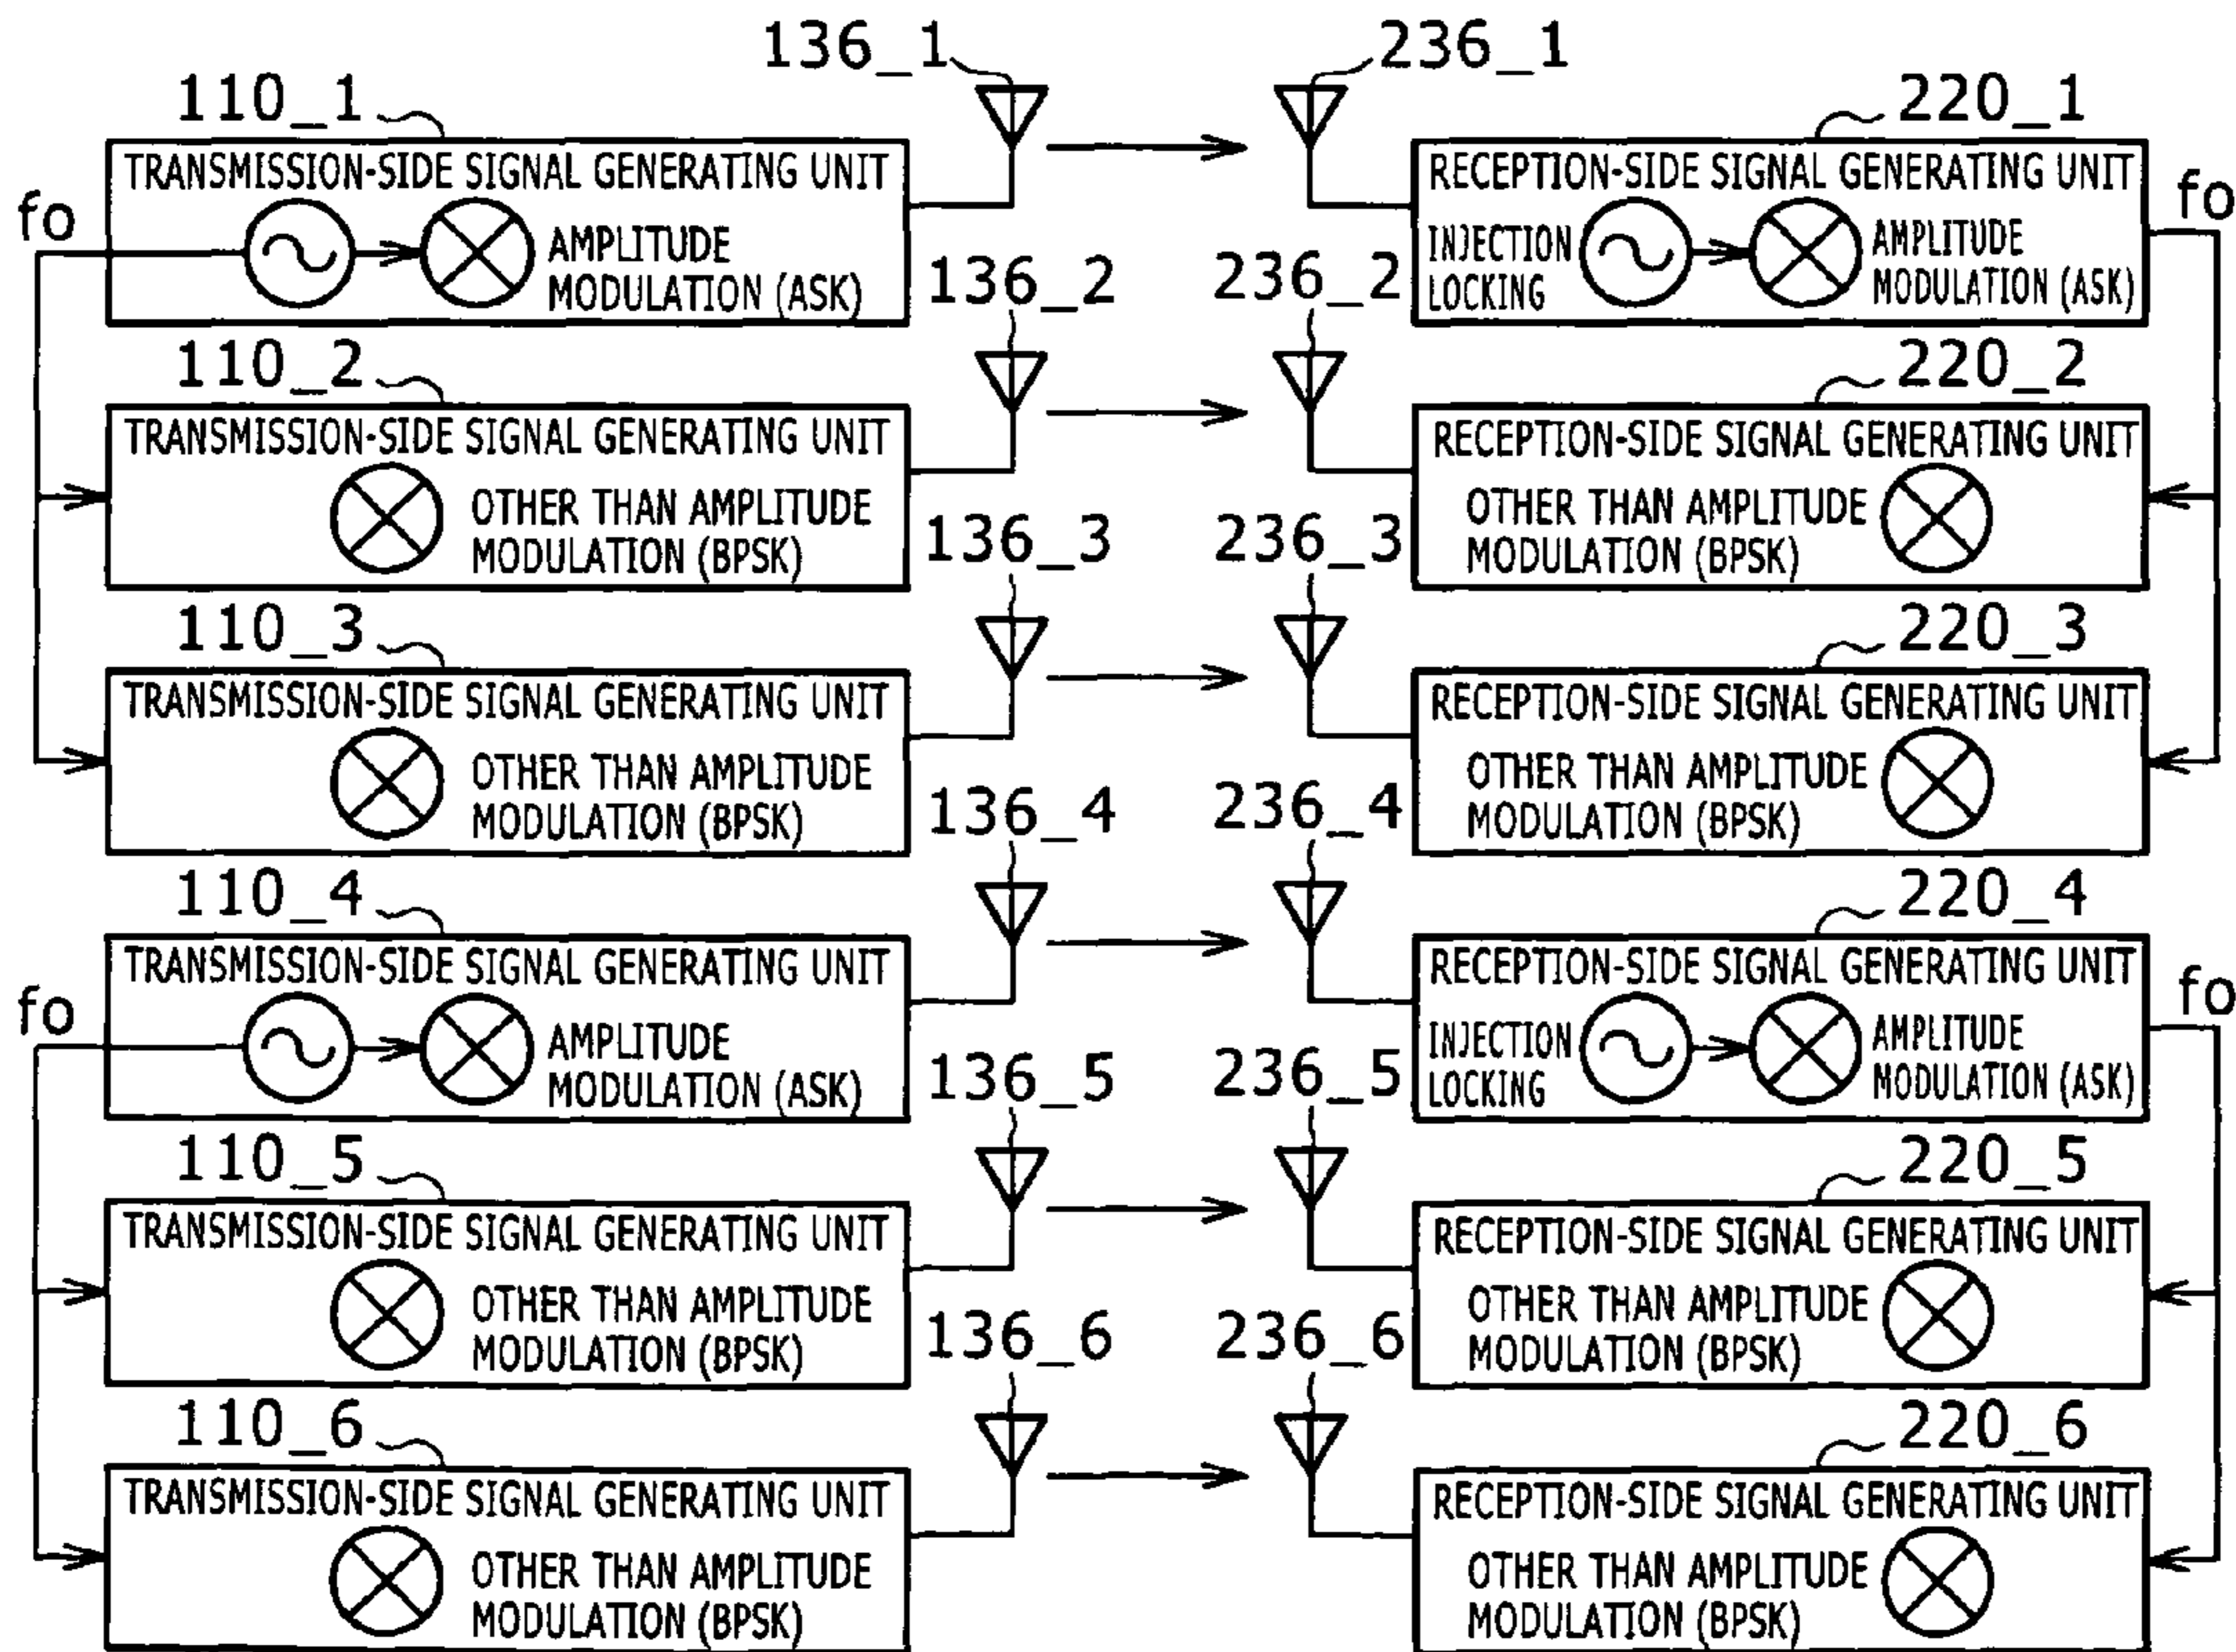 136_1 236_1
110_1 220_1
TRANSMISSION-SIDE SIGNAL GENERATING UNIT
AMPLITUDE
MODULATION (ASK)
fo
RECEPTION-SIDE SIGNAL GENERATING UNIT
INJECTION
LOCKING
AMPLITUDE
MODULATION (ASK)
fo
136_2 236_2
110_2 220_2
TRANSMISSION-SIDE SIGNAL GENERATING UNIT
OTHER THAN AMPLITUDE
MODULATION (BPSK)
RECEPTION-SIDE SIGNAL GENERATING UNIT
OTHER THAN AMPLITUDE
MODULATION (BPSK)
136_3 236_3
110_3 220_3
TRANSMISSION-SIDE SIGNAL GENERATING UNIT
OTHER THAN AMPLITUDE
MODULATION (BPSK)
RECEPTION-SIDE SIGNAL GENERATING UNIT
OTHER THAN AMPLITUDE
MODULATION (BPSK)
136_4 236_4
110_4 220_4
TRANSMISSION-SIDE SIGNAL GENERATING UNIT
AMPLITUDE
MODULATION (ASK)
fo
RECEPTION-SIDE SIGNAL GENERATING UNIT
INJECTION
LOCKING
AMPLITUDE
MODULATION (ASK)
fo
136_5 236_5
110_5 220_5
TRANSMISSION-SIDE SIGNAL GENERATING UNIT
OTHER THAN AMPLITUDE
MODULATION (BPSK)
RECEPTION-SIDE SIGNAL GENERATING UNIT
OTHER THAN AMPLITUDE
MODULATION (BPSK)
136_6 236_6
110_6 220_6
TRANSMISSION-SIDE SIGNAL GENERATING UNIT
OTHER THAN AMPLITUDE
MODULATION (BPSK)
RECEPTION-SIDE SIGNAL GENERATING UNIT
OTHER THAN AMPLITUDE
MODULATION (BPSK)